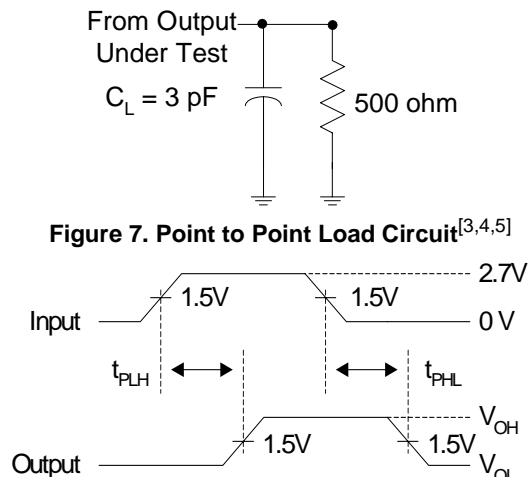 From Output
Under Test
C_L = 3 pF
500 ohm
Figure 7. Point to Point Load Circuit[3,4,5]
2.7V
1.5V
1.5V
Input
0 V
t_PLH
t_PHL
V_OH
1.5V
1.5V
Output
V_OL